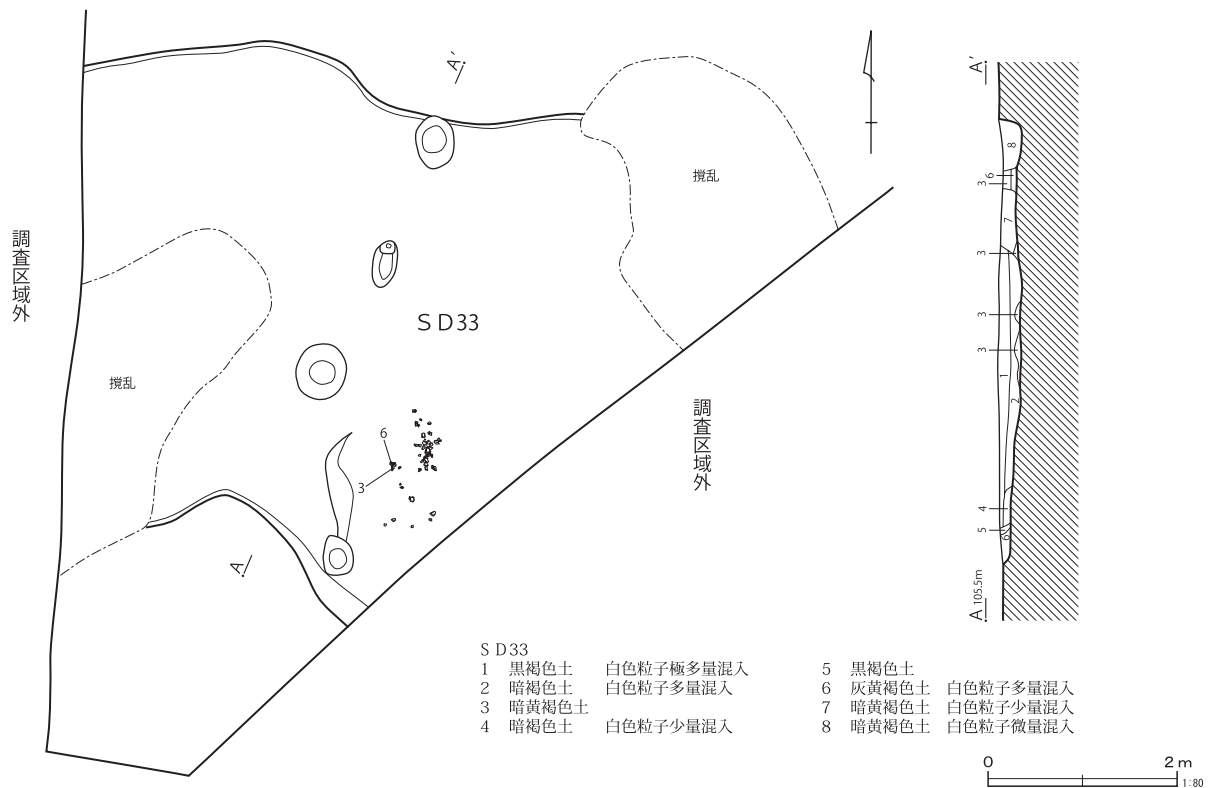 調査区域外
撹乱
撹乱
A'
A
ＳＤ33
6
3
調査区域外
A'
8
6
3
7
3
3
3
1
2
4
5
6
A 105.5m
ＳＤ33
1 黒褐色土 白色粒子極多量混入
2 暗褐色土 白色粒子多量混入
3 暗黄褐色土
4 暗褐色土 白色粒子少量混入
5 黒褐色土
6 灰黄褐色土 白色粒子多量混入
7 暗黄褐色土 白色粒子少量混入
8 暗黄褐色土 白色粒子微量混入
0 2 m
1:80